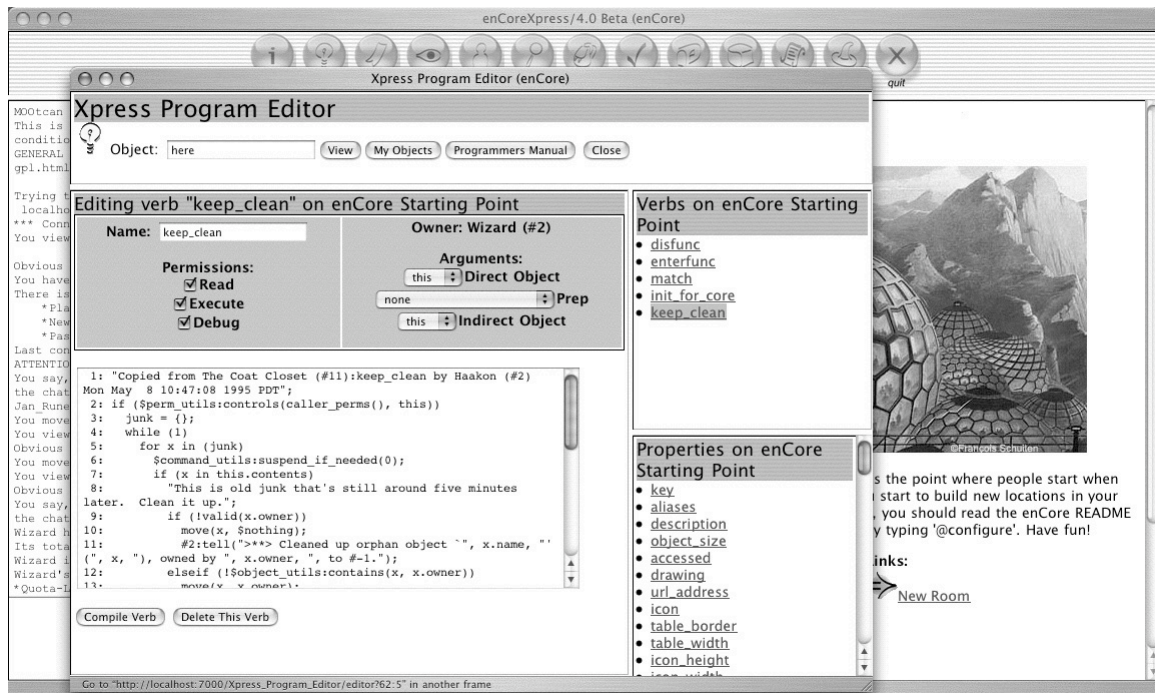 enCoreXpress/4.0 Beta (enCore)
quit
Xpress Program Editor (enCore)
Xpress Program Editor
Object: here View My Objects Programmers Manual Close
MOOtcan
This is
conditio
GENERAL
gpl.html
Trying t
localho
*** Conn
You view
Obvious
You have
There is
*Pla
*New
*Pas
Last con
ATTENTIO
You say,
the chat
Jan_Rune
You move
You view
Obvious
You move
You view
Obvious
You say,
the chat
Wizard h
Its tota
Wizard i
Wizard's
*Quota-L
Editing verb "keep_clean" on enCore Starting Point
Name: keep_clean
Permissions:
Read
Execute
Debug
Owner: Wizard (#2)
Arguments:
this Direct Object
none Prep
this Indirect Object
1: "Copied from The Coat Closet (#11):keep_clean by Haakon (#2)
Mon May 8 10:47:08 1995 PDT";
2: if ($perm_utils:controls(caller_perms(), this))
3: junk = {};
4: while (1)
5: for x in (junk)
6: $command_utils:suspend_if_needed(0);
7: if (x in this.contents)
8: "This is old junk that's still around five minutes
later. Clean it up.";
9: if (!valid(x.owner))
10: move(x, $nothing);
11: #2:tell(">**> Cleaned up orphan object `", x.name, "'
(", x, "), owned by ", x.owner, ", to #-1.");
12: elseif (!$object_utils:contains(x, x.owner))
13: move(x, x.owner);
Compile Verb Delete This Verb
Verbs on enCore Starting
Point
disfunc
enterfunc
match
init_for_core
keep_clean
Properties on enCore
Starting Point
key
aliases
description
object_size
accessed
drawing
url_address
icon
table_border
table_width
icon_height
icon_width
©François Schuiten
s the point where people start when
start to build new locations in your
, you should read the enCore README
y typing '@configure'. Have fun!
inks:
New Room
Go to "http://localhost:7000/Xpress_Program_Editor/editor?62:5" in another frame